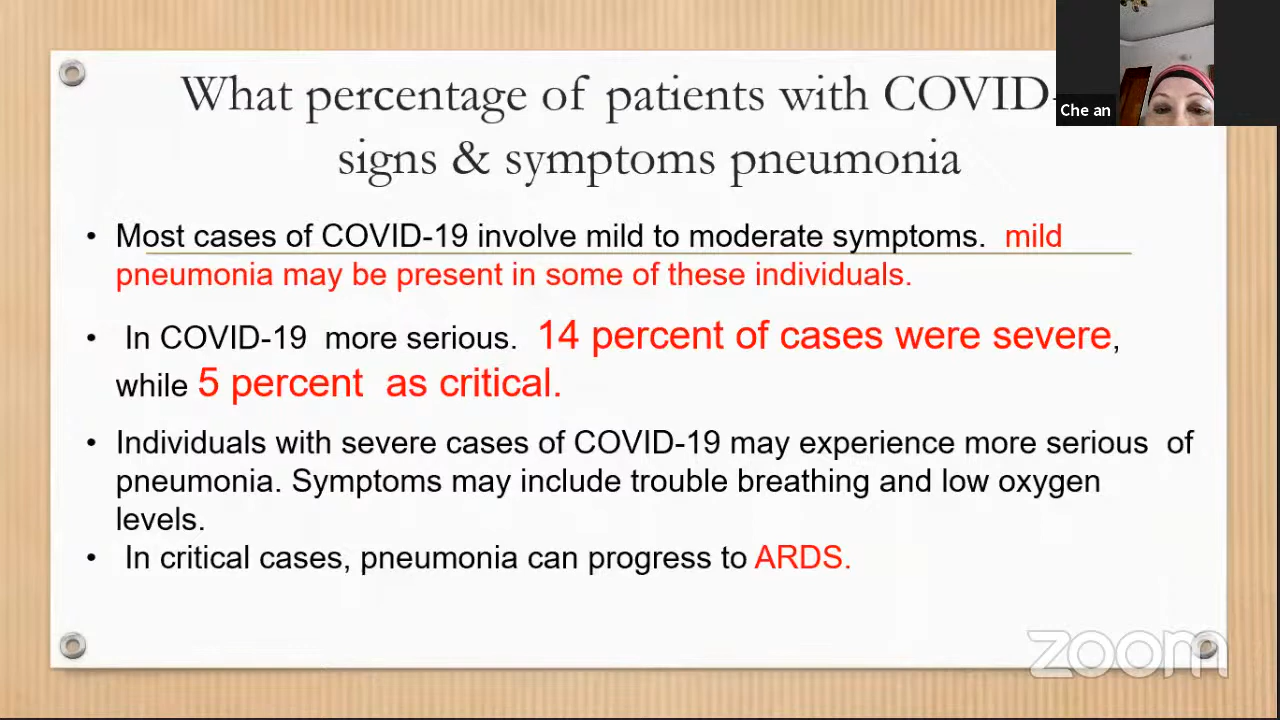 What percentage of patients with COVID-
signs & symptoms pneumonia
Che an
• Most cases of COVID-19 involve mild to moderate symptoms. mild
pneumonia may be present in some of these individuals.
• In COVID-19 more serious. 14 percent of cases were severe,
while 5 percent as critical.
• Individuals with severe cases of COVID-19 may experience more serious of
pneumonia. Symptoms may include trouble breathing and low oxygen
levels.
• In critical cases, pneumonia can progress to ARDS.
zoom